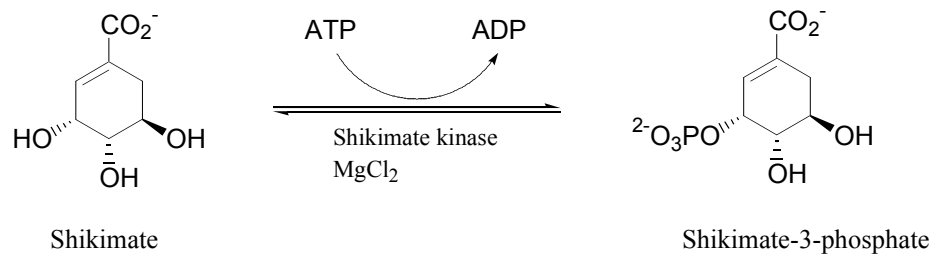 CO₂⁻
HO
OH
OH
Shikimate
ATP
ADP
Shikimate kinase
MgCl₂
CO₂⁻
²⁻O₃PO
OH
OH
Shikimate-3-phosphate